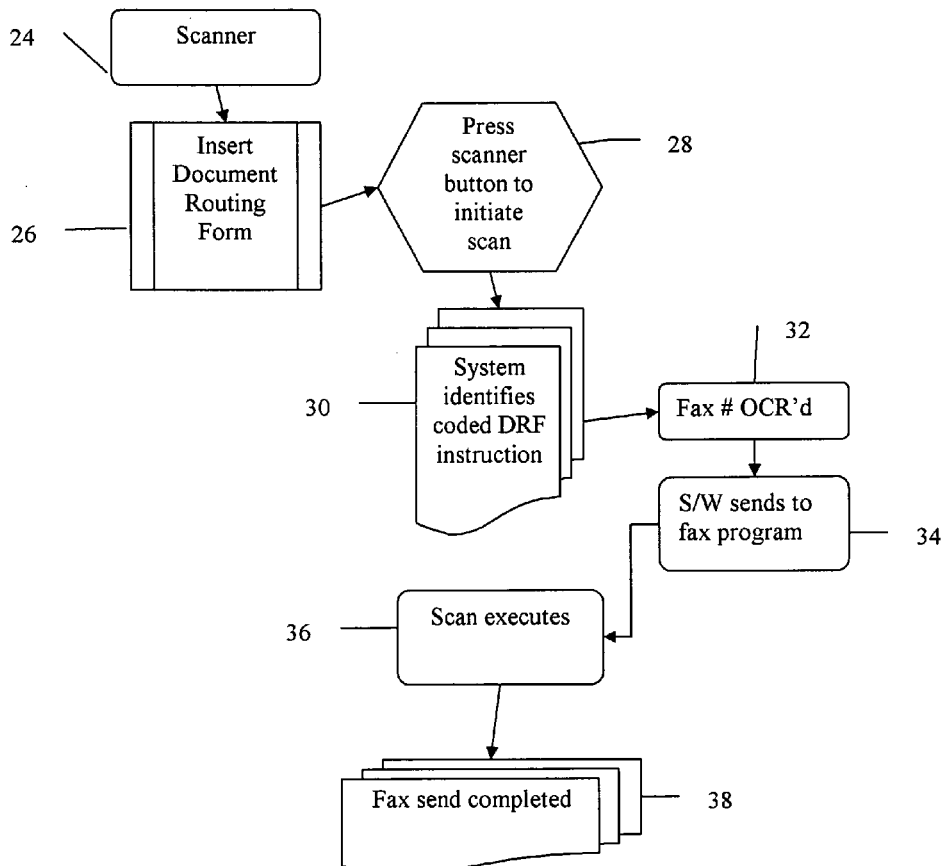 24
Scanner
Insert
Document
Routing
Form
26
Press
scanner
button to
initiate
scan
28
System
identifies
coded DRF
instruction
30
32
Fax # OCR'd
S/W sends to
fax program
34
Scan executes
36
Fax send completed
38